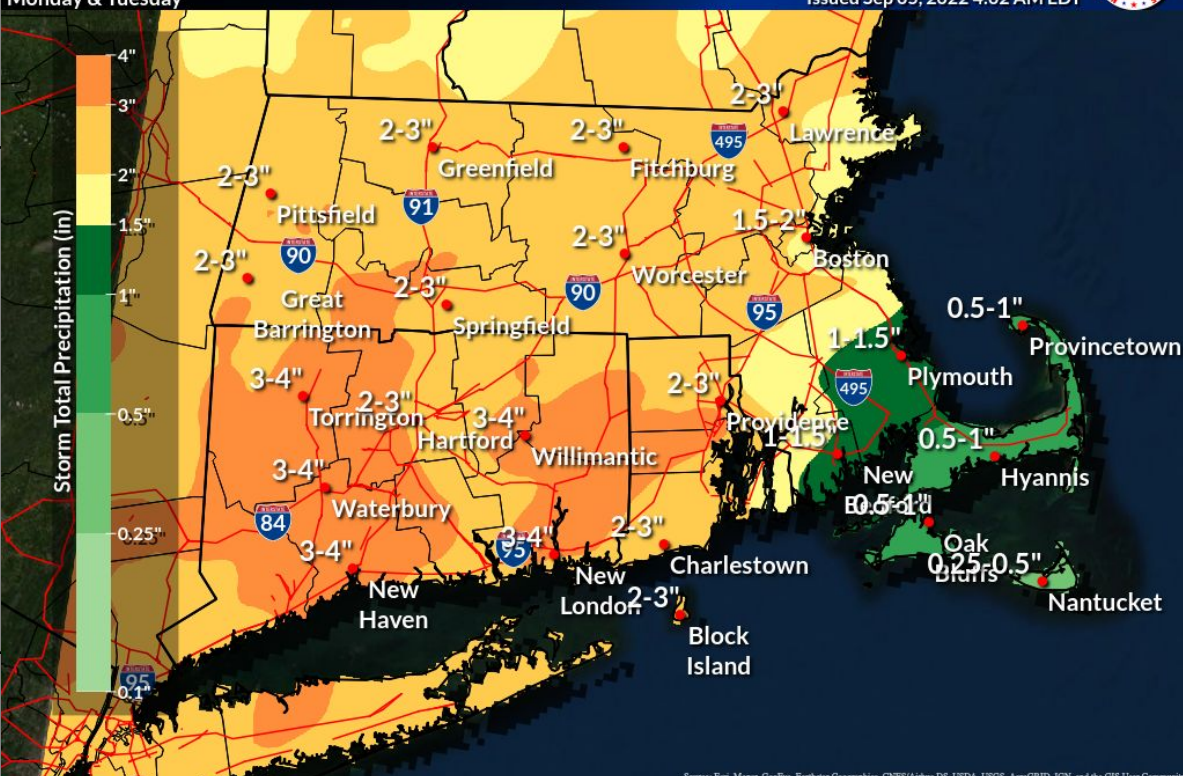 Monday & Tuesday
Issued Sep 05, 2022 4:02 AM EDT
Storm Total Precipitation (in)
4"
3"
2"
1.5"
1"
0.5"
0.25"
0.1"
2-3"
Lawrence
2-3"
Greenfield
2-3"
Fitchburg
495
2-3"
Pittsfield
91
1.5-2"
Boston
2-3"
Worcester
90
2-3"
Great
Barrington
90
2-3"
Springfield
95
0.5-1"
Provincetown
1-1.5"
Plymouth
495
3-4"
Torrington
2-3"
Hartford
3-4"
Willimantic
2-3"
Providence
1-1.5"
New
Bedford
0.5-1"
Hyannis
3-4"
Waterbury
84
0.5-1"
Oak
Bluffs
3-4"
New
Haven
95
3-4"
New
London
2-3"
Charlestown
0.25-0.5"
Nantucket
2-3"
Block
Island
95